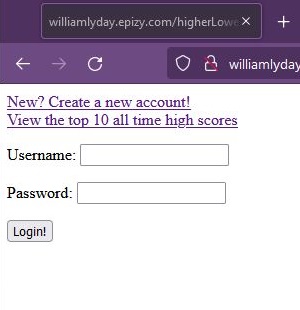 williamlyday.epizy.com/higherLowe
williamlyday
New? Create a new account!
View the top 10 all time high scores
Username:
Password:
Login!